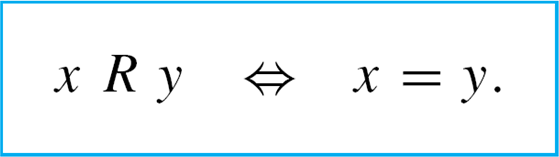 x R y ⇔ x = y.